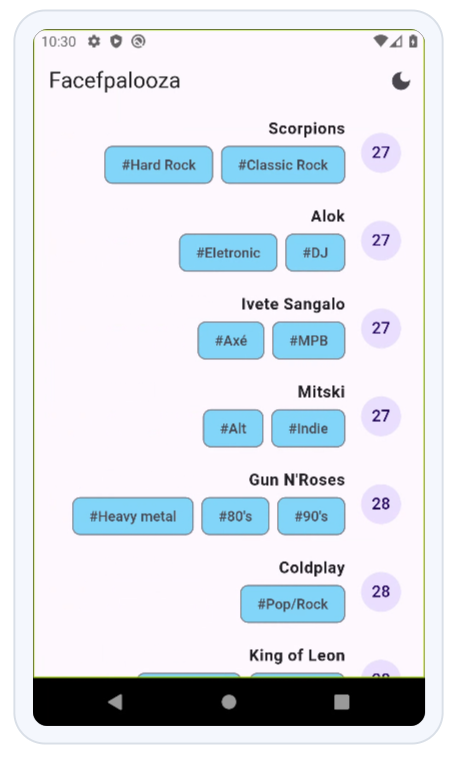 10:30
Facefpalooza
Scorpions
#Hard Rock #Classic Rock 27
Alok
#Eletronic #DJ 27
Ivete Sangalo
#Axé #MPB 27
Mitski
#Alt #Indie 27
Gun N'Roses
#Heavy metal #80's #90's 28
Coldplay
#Pop/Rock 28
King of Leon